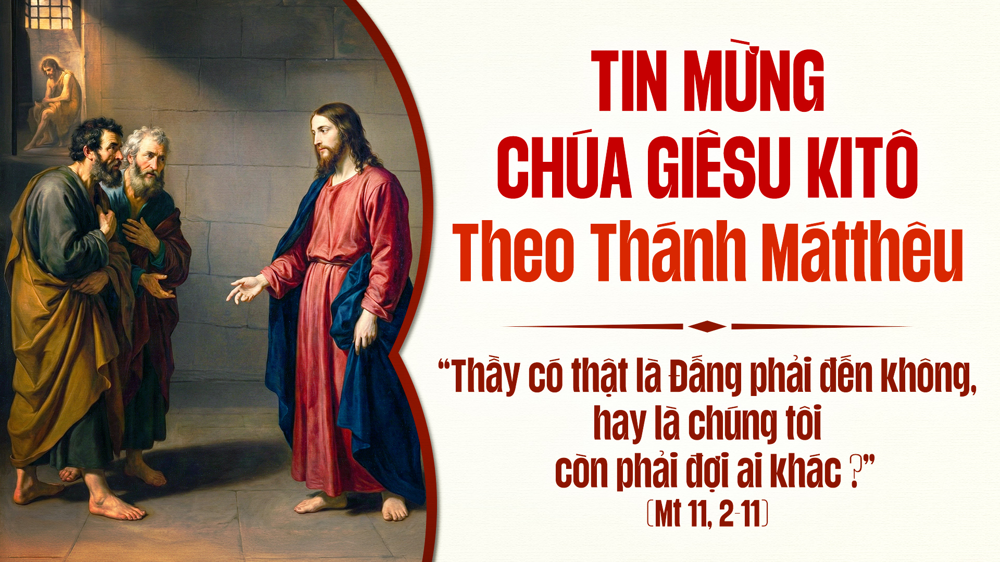 TIN MỪNG
CHÚA GIÊSU KITÔ
Theo Thánh Mátthêu
“Thầy có thật là Đấng phải đến không,
hay là chúng tôi
còn phải đợi ai khác ?”
(Mt 11, 2-11)